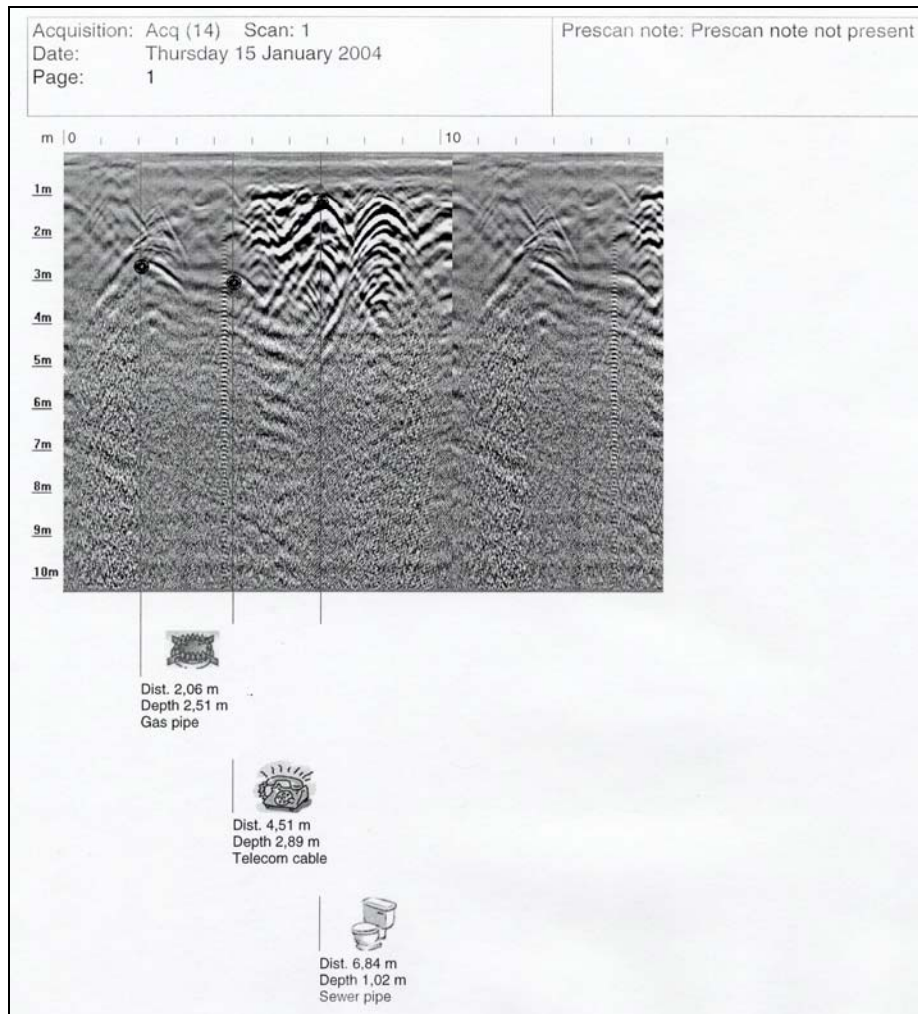 Acquisition: Acq (14) Scan: 1
Date: Thursday 15 January 2004
Page: 1
Prescan note: Prescan note not present
m 0 10
1m
2m
3m
4m
5m
6m
7m
8m
9m
10m
Dist. 2,06 m
Depth 2,51 m
Gas pipe
Dist. 4,51 m
Depth 2,89 m
Telecom cable
Dist. 6,84 m
Depth 1,02 m
Sewer pipe